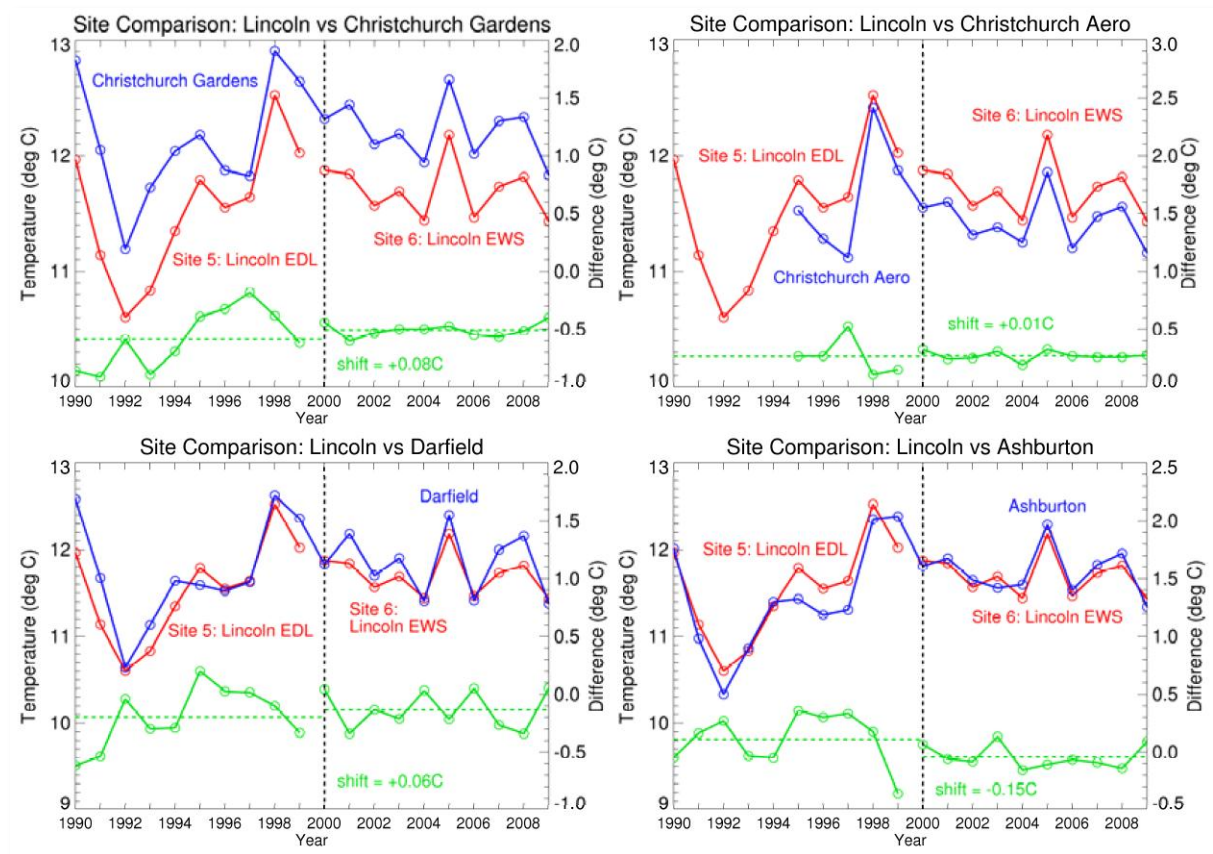 Site Comparison: Lincoln vs Christchurch Gardens
13
12
11
10
Temperature (deg C)
Christchurch Gardens
Site 5: Lincoln EDL
Site 6: Lincoln EWS
shift = +0.08C
2.0
1.5
1.0
0.5
0.0
-0.5
-1.0
Difference (deg C)
1990 1992 1994 1996 1998 2000 2002 2004 2006 2008
Year
Site Comparison: Lincoln vs Christchurch Aero
13
12
11
10
Temperature (deg C)
Site 6: Lincoln EWS
Site 5: Lincoln EDL
Christchurch Aero
shift = +0.01C
3.0
2.5
2.0
1.5
1.0
0.5
0.0
Difference (deg C)
1990 1992 1994 1996 1998 2000 2002 2004 2006 2008
Year
Site Comparison: Lincoln vs Darfield
13
12
11
10
9
Temperature (deg C)
Darfield
Site 5: Lincoln EDL
Site 6:
Lincoln EWS
shift = +0.06C
2.0
1.5
1.0
0.5
0.0
-0.5
-1.0
Difference (deg C)
1990 1992 1994 1996 1998 2000 2002 2004 2006 2008
Year
Site Comparison: Lincoln vs Ashburton
13
12
11
10
9
Temperature (deg C)
Ashburton
Site 5: Lincoln EDL
Site 6: Lincoln EWS
shift = -0.15C
2.5
2.0
1.5
1.0
0.5
0.0
-0.5
Difference (deg C)
1990 1992 1994 1996 1998 2000 2002 2004 2006 2008
Year